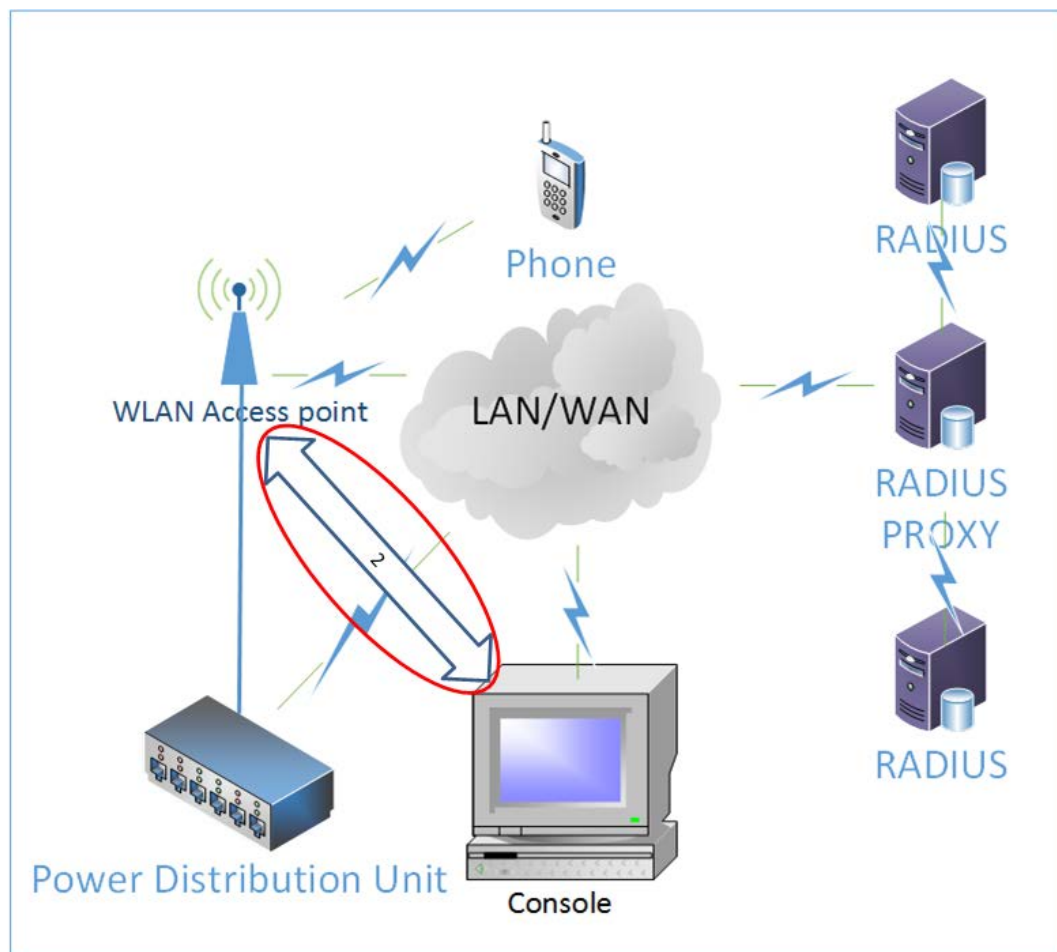 RADIUS
Phone
LAN/WAN
WLAN Access point
RADIUS
PROXY
2
RADIUS
Power Distribution Unit
Console